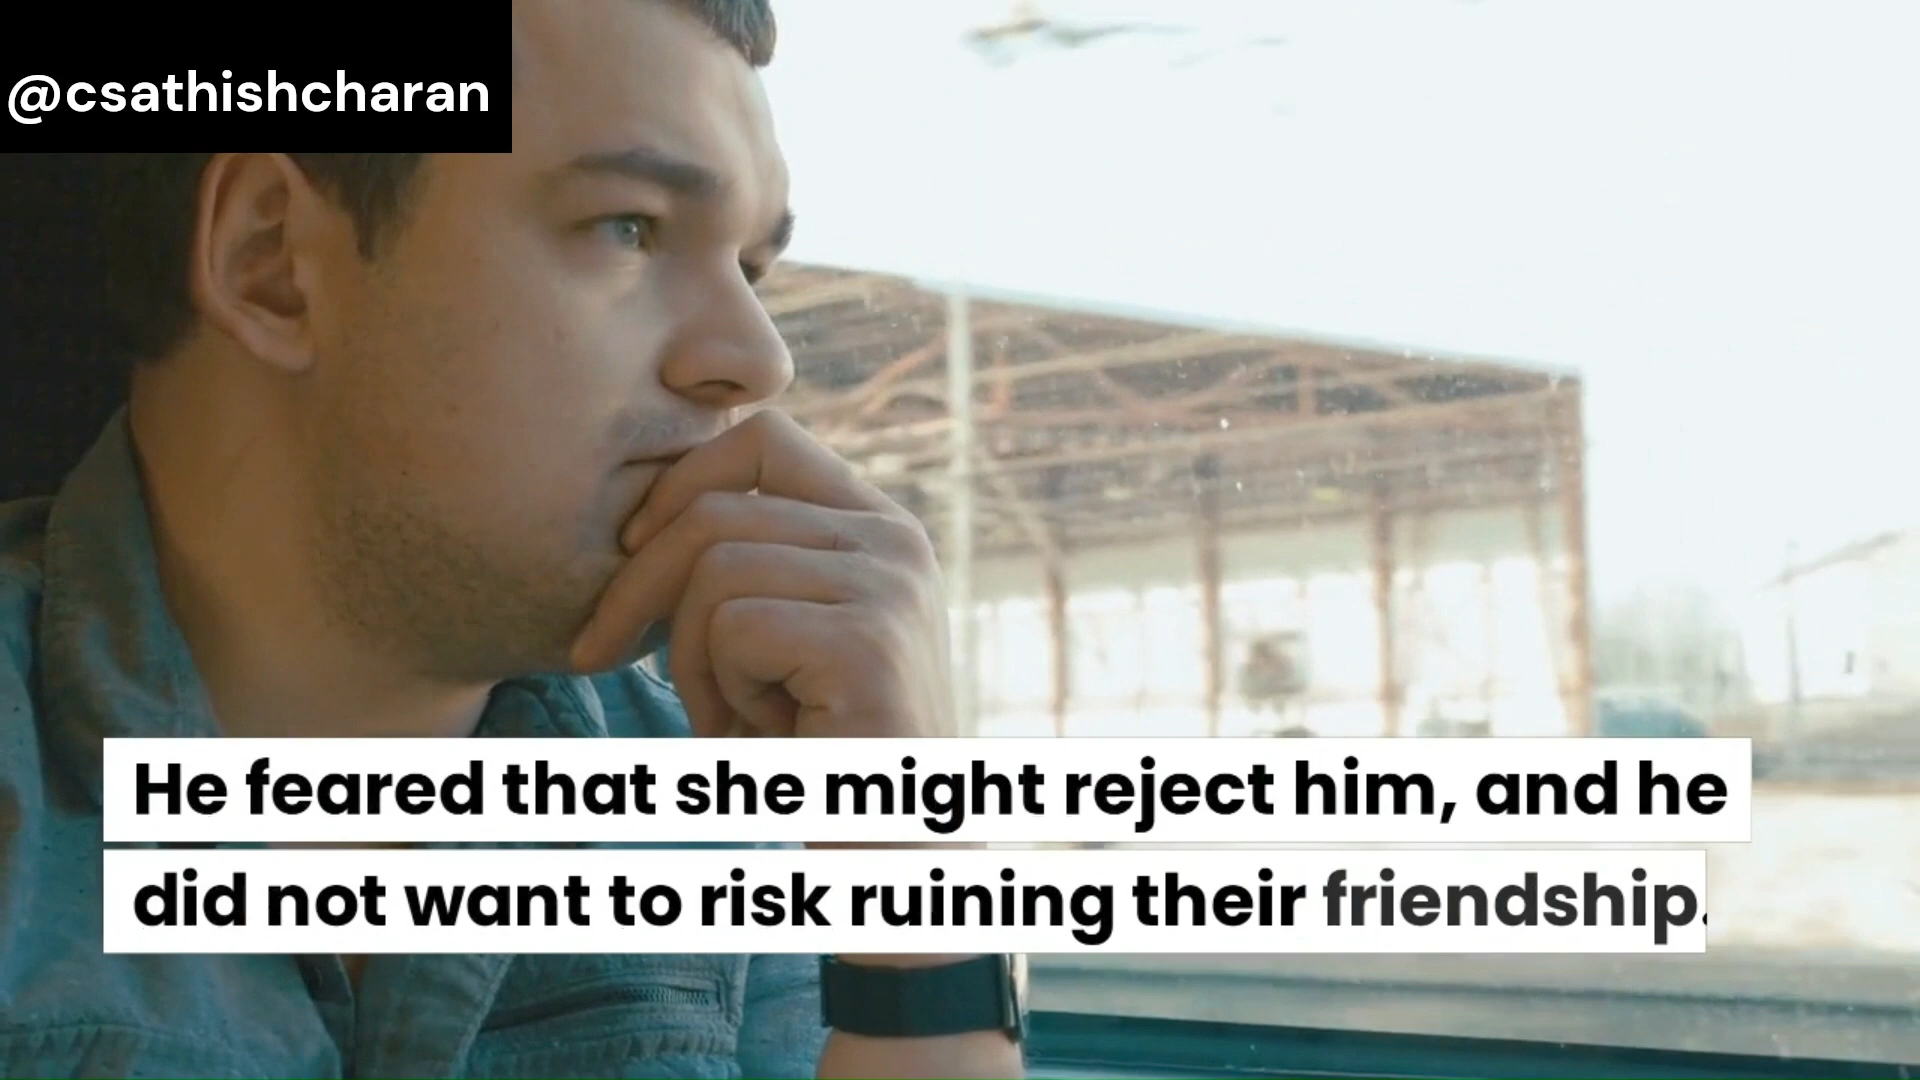 @csathishcharan
He feared that she might reject him, and he
did not want to risk ruining their friendship.